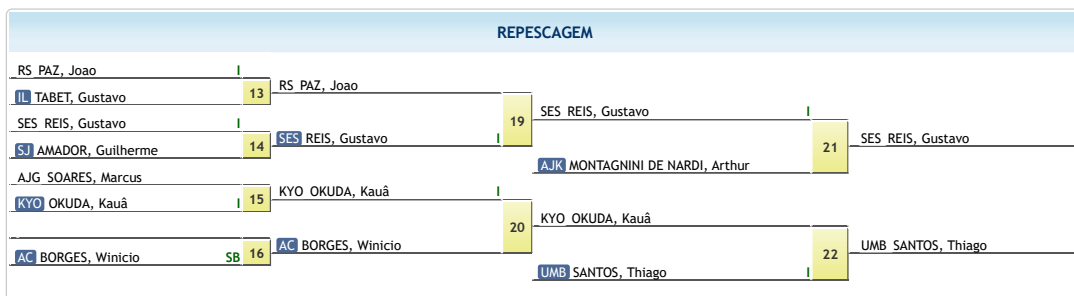 REPESCAGEM
RS PAZ, Joao I
IL TABET, Gustavo
13
RS PAZ, Joao
SES REIS, Gustavo I
SJ AMADOR, Guilherme
14
SES REIS, Gustavo I
19
SES REIS, Gustavo I
AJK MONTAGNINI DE NARDI, Arthur
21
SES REIS, Gustavo
AJG SOARES, Marcus
KYO OKUDA, Kauâ I
15
KYO OKUDA, Kauâ I
AC BORGES, Winicio SB
16
AC BORGES, Winicio
20
KYO OKUDA, Kauâ
UMB SANTOS, Thiago I
22
UMB SANTOS, Thiago